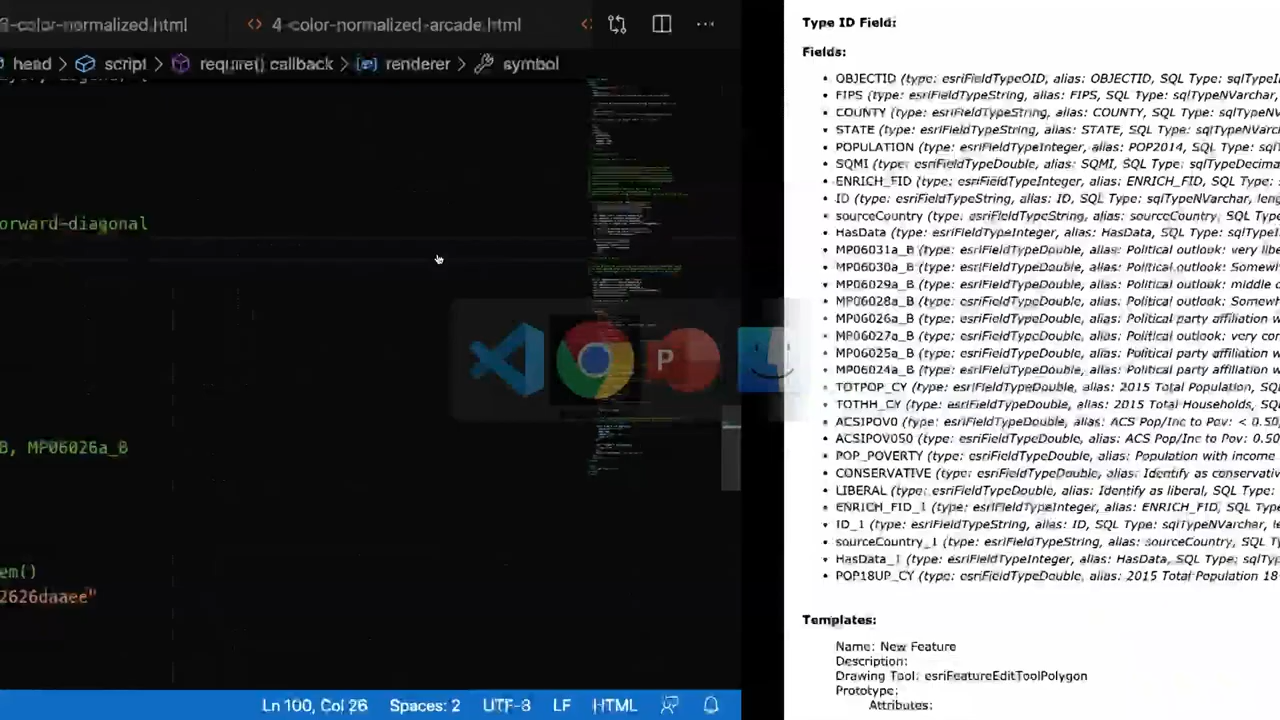 3-color-normalized.html
4-color-normalized-arcade.html
head
script
require() callback
renderer
symbol
orward-diagonal
B, MP06026a_B
em()
2626daaee"
P
Ln 100, Col 26
Spaces: 2
UTF-8
LF
HTML
Type ID Field:
Fields:
OBJECTID (type: esriFieldTypeOID, alias: OBJECTID, SQL Type: sqlTypeI
FIPS (type: esriFieldTypeString, alias: FIPS, SQL Type: sqlTypeNVarchar,
COUNTY (type: esriFieldTypeString, alias: COUNTY, SQL Type: sqlTypeNV
STATE (type: esriFieldTypeString, alias: STATE, SQL Type: sqlTypeNVarc
POPULATION (type: esriFieldTypeInteger, alias: POP2014, SQL Type: sqlT
SQMI (type: esriFieldTypeDouble, alias: SQMI, SQL Type: sqlTypeDecima
ENRICH_FID (type: esriFieldTypeInteger, alias: ENRICH_FID, SQL Type:
ID (type: esriFieldTypeString, alias: ID, SQL Type: sqlTypeNVarchar, leng
sourceCountry (type: esriFieldTypeString, alias: sourceCountry, SQL Type
HasData (type: esriFieldTypeInteger, alias: HasData, SQL Type: sqlTypeI
MP06031a_B (type: esriFieldTypeDouble, alias: Political outlook: very libe
MP06030a_B (type: esriFieldTypeDouble, alias: Political outlook: Somewh
MP06029a_B (type: esriFieldTypeDouble, alias: Political outlook: middle o
MP06028a_B (type: esriFieldTypeDouble, alias: Political outlook: Somewh
MP06026a_B (type: esriFieldTypeDouble, alias: Political party affiliation w
MP06027a_B (type: esriFieldTypeDouble, alias: Political outlook: very con
MP06025a_B (type: esriFieldTypeDouble, alias: Political party affiliation w
MP06024a_B (type: esriFieldTypeDouble, alias: Political party affiliation w
TOTPOP_CY (type: esriFieldTypeDouble, alias: 2015 Total Population, SQ
TOTHH_CY (type: esriFieldTypeDouble, alias: 2015 Total Households, SQ
ACSIPOV0 (type: esriFieldTypeDouble, alias: ACS Pop/Inc to Pov: < 0.50,
ACSIPOV050 (type: esriFieldTypeDouble, alias: ACS Pop/Inc to Pov: 0.50
POP_POVERTY (type: esriFieldTypeDouble, alias: Population with income
CONSERVATIVE (type: esriFieldTypeDouble, alias: Identify as conservativ
LIBERAL (type: esriFieldTypeDouble, alias: Identify as liberal, SQL Type:
ENRICH_FID_1 (type: esriFieldTypeInteger, alias: ENRICH_FID, SQL Type
ID_1 (type: esriFieldTypeString, alias: ID, SQL Type: sqlTypeNVarchar, le
sourceCountry_1 (type: esriFieldTypeString, alias: sourceCountry, SQL Ty
HasData_1 (type: esriFieldTypeInteger, alias: HasData, SQL Type: sqlTyp
POP18UP_CY (type: esriFieldTypeDouble, alias: 2015 Total Population 18
Templates:
Name: New Feature
Description:
Drawing Tool: esriFeatureEditToolPolygon
Prototype:
Attributes: